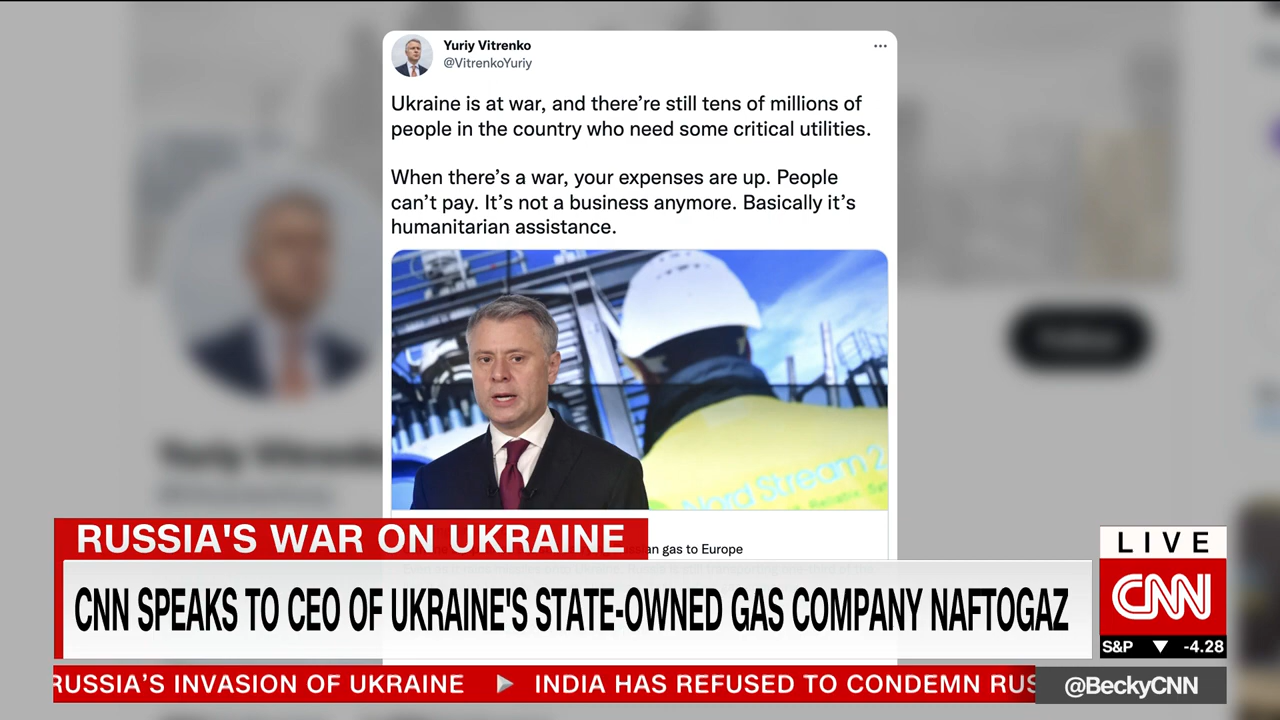 Yuriy Vitrenko
@VitrenkoYuriy
Ukraine is at war, and there're still tens of millions of
people in the country who need some critical utilities.
When there's a war, your expenses are up. People
can't pay. It's not a business anymore. Basically it's
humanitarian assistance.
Nord Stream 2
gas to Europe
RUSSIA'S WAR ON UKRAINE
CNN SPEAKS TO CEO OF UKRAINE'S STATE-OWNED GAS COMPANY NAFTOGAZ
LIVE
CNN
S&P ▼ -4.28
RUSSIA'S INVASION OF UKRAINE ▶ INDIA HAS REFUSED TO CONDEMN RUS
@BeckyCNN